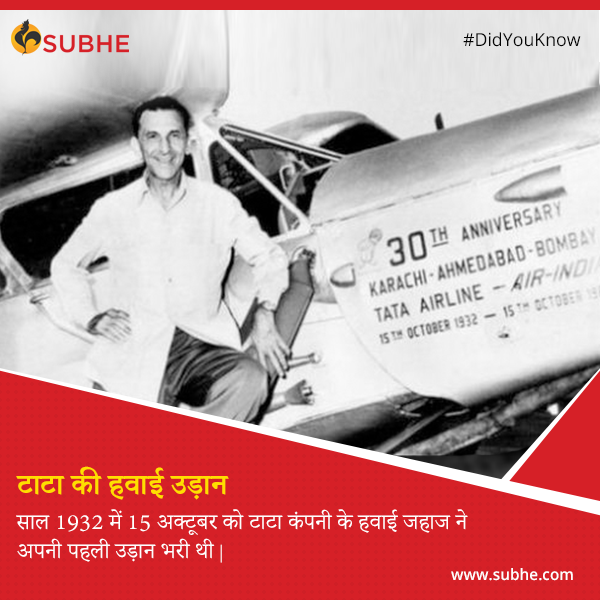 SUBHE
#DidYouKnow
30TH ANNIVERSARY
KARACHI-AHMEDABAD-BOMBAY
TATA AIRLINE – AIR-INDI
15TH OCTOBER 1932 – 15TH OCTOBER
टाटा की हवाई उड़ान
साल 1932 में 15 अक्टूबर को टाटा कंपनी के हवाई जहाज ने
अपनी पहली उड़ान भरी थी |
www.subhe.com